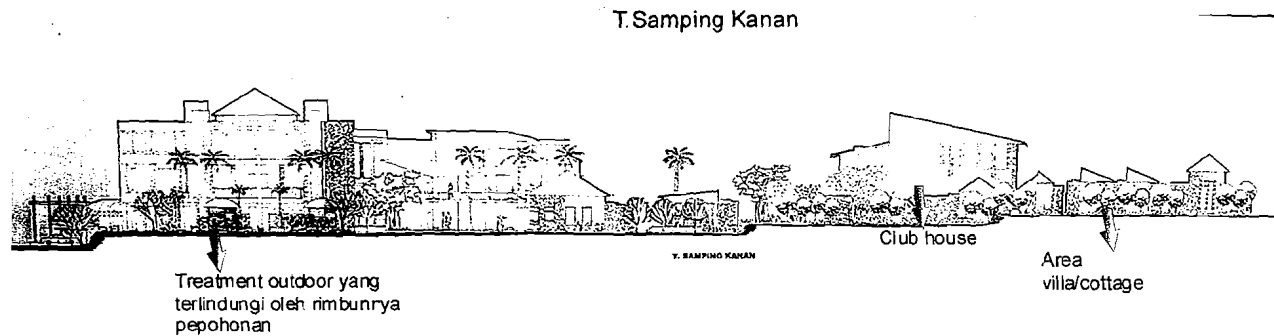 T. Samping Kanan
T. SAMPING KANAN
Club house
Treatment outdoor yang
terlindungi oleh rimbunrya
pepohonan
Area
villa/cottage